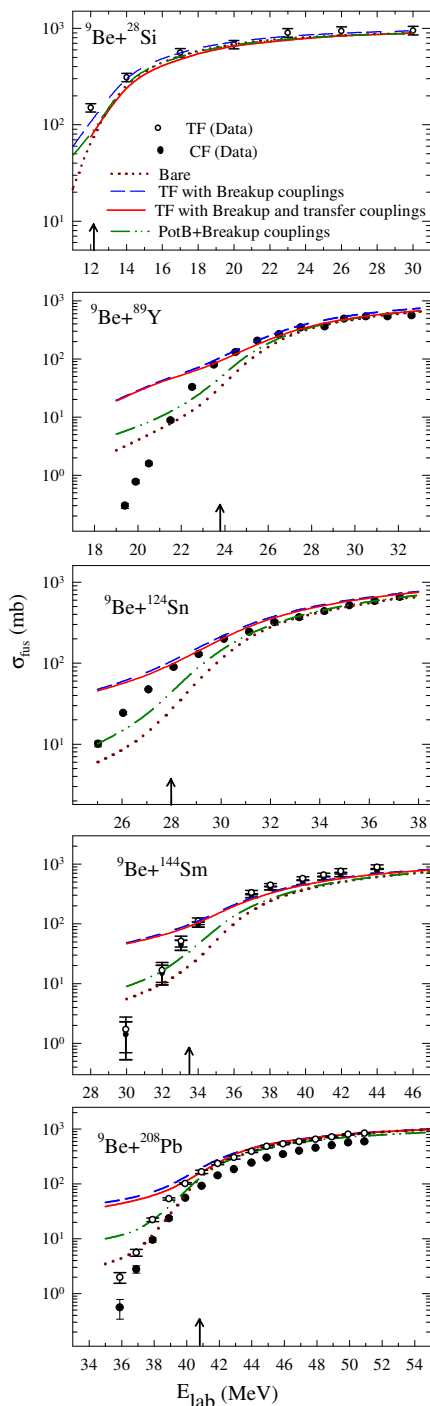 ⁹Be+²⁸Si
10³
10²
10¹
TF (Data)
CF (Data)
Bare
TF with Breakup couplings
TF with Breakup and transfer couplings
PotB+Breakup couplings
12 14 16 18 20 22 24 26 28 30
⁹Be+⁸⁹Y
10³
10²
10¹
10⁰
18 20 22 24 26 28 30 32
⁹Be+¹²⁴Sn
10³
10²
10¹
σfus (mb)
26 28 30 32 34 36 38
⁹Be+¹⁴⁴Sm
10³
10²
10¹
10⁰
28 30 32 34 36 38 40 42 44 46
⁹Be+²⁰⁸Pb
10³
10²
10¹
10⁰
34 36 38 40 42 44 46 48 50 52 54
Elab (MeV)